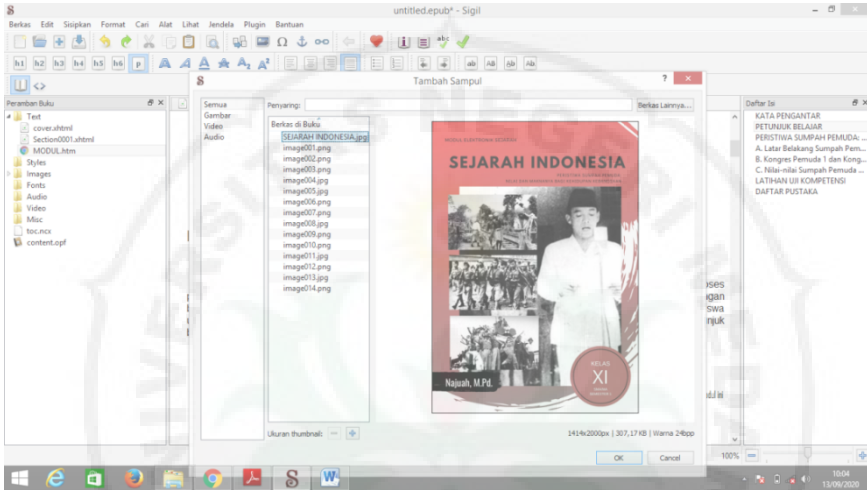 untitled.epub* - Sigil
Berkas Edit Sisipkan Format Cari Alat Lihat Jendela Plugin Bantuan
h1 h2 h3 h4 h5 h6 p
Peramban Buku
Text
cover.xhtml
Section0001.xhtml
MODUL.htm
Styles
Images
Fonts
Audio
Video
Misc
toc.ncx
content.opf
Tambah Sampul
Semua
Gambar
Video
Audio
Penyaring:
Berkas Lainnya...
Berkas di Buku
SEJARAH INDONESIA.jpg
image001.png
image002.png
image003.png
image004.jpg
image005.jpg
image006.png
image007.png
image008.jpg
image009.png
image010.png
image011.jpg
image012.png
image013.jpg
image014.png
SEJARAH INDONESIA
Najuah, M.Pd.
KELAS
XI
Ukuran thumbnail:
1414x2000px | 307,17 KB | Warna 24bpp
OK Cancel
Daftar Isi
KATA PENGANTAR
PETUNJUK BELAJAR
PERISTIWA SUMPAH PEMUDA: ...
A. Latar Belakang Sumpah Pem...
B. Kongres Pemuda 1 dan Kong...
C. Nilai-nilai Sumpah Pemuda ...
LATIHAN UJI KOMPETENSI
DAFTAR PUSTAKA
100%
10:04
13/09/2020